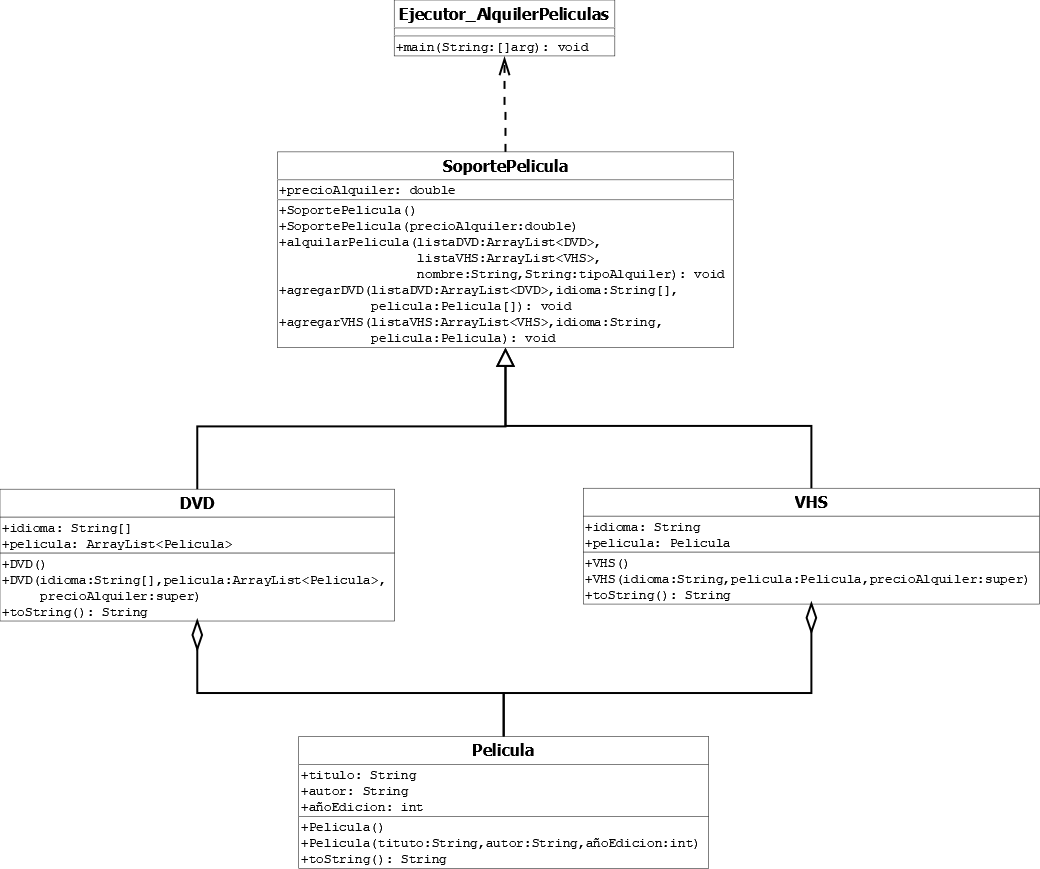 Ejecutor_AlquilerPeliculas
+main(String:[]arg): void
SoportePelicula
+precioAlquiler: double
+SoportePelicula()
+SoportePelicula(precioAlquiler:double)
+alquilarPelicula(listaDVD:ArrayList<DVD>,
listaVHS:ArrayList<VHS>,
nombre:String,String:tipoAlquiler): void
+agregarDVD(listaDVD:ArrayList<DVD>,idioma:String[],
pelicula:Pelicula[]): void
+agregarVHS(listaVHS:ArrayList<VHS>,idioma:String,
pelicula:Pelicula): void
DVD
+idioma: String[]
+pelicula: ArrayList<Pelicula>
+DVD()
+DVD(idioma:String[],pelicula:ArrayList<Pelicula>,
precioAlquiler:super)
+toString(): String
VHS
+idioma: String
+pelicula: Pelicula
+VHS()
+VHS(idioma:String,pelicula:Pelicula,precioAlquiler:super)
+toString(): String
Pelicula
+titulo: String
+autor: String
+añoEdicion: int
+Pelicula()
+Pelicula(tituto:String,autor:String,añoEdicion:int)
+toString(): String